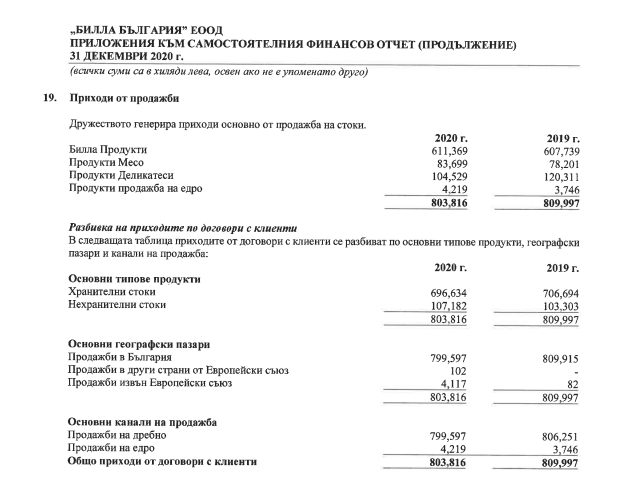 „БИЛЛА БЪЛГАРИЯ” ЕООД
ПРИЛОЖЕНИЯ КЪМ САМОСТОЯТЕЛНИЯ ФИНАНСОВ ОТЧЕТ (ПРОДЪЛЖЕНИЕ)
31 ДЕКЕМВРИ 2020 г.
(всички суми са в хиляди лева, освен ако не е упоменато друго)
19. Приходи от продажби
Дружеството генерира приходи основно от продажба на стоки.
2020 г. 2019 г.
Билла Продукти 611,369 607,739
Продукти Месо 83,699 78,201
Продукти Деликатеси 104,529 120,311
Продукти продажба на едро 4,219 3,746
803,816 809,997
Разбивка на приходите по договори с клиенти
В следващата таблица приходите от договори с клиенти се разбиват по основни типове продукти, географски
пазари и канали на продажба:
2020 г. 2019 г.
Основни типове продукти
Хранителни стоки 696,634 706,694
Нехранителни стоки 107,182 103,303
803,816 809,997
Основни географски пазари
Продажби в България 799,597 809,915
Продажби в други страни от Европейски съюз 102 -
Продажби извън Европейски съюз 4,117 82
803,816 809,997
Основни канали на продажба
Продажби на дребно 799,597 806,251
Продажби на едро 4,219 3,746
Общо приходи от договори с клиенти 803,816 809,997